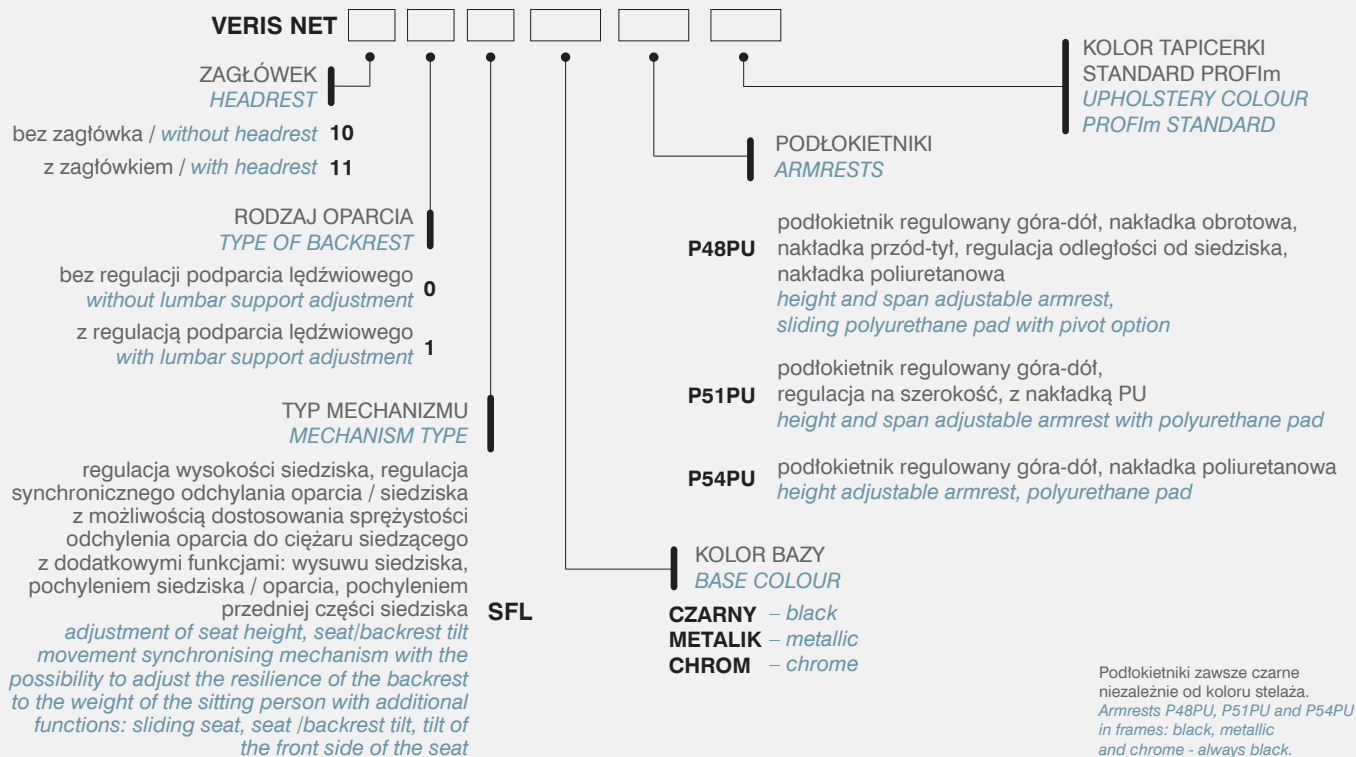 VERIS NET
ZAGŁÓWEK
HEADREST
bez zagłówka / without headrest 10
z zagłówkiem / with headrest 11
RODZAJ OPARCIA
TYPE OF BACKREST
bez regulacji podparcia lędźwiowego
without lumbar support adjustment
0
z regulacją podparcia lędźwiowego
with lumbar support adjustment
1
TYP MECHANIZMU
MECHANISM TYPE
regulacja wysokości siedziska, regulacja
synchronicznego odchylania oparcia / siedziska
z możliwością dostosowania sprężystości
odchylenia oparcia do ciężaru siedzącego
z dodatkowymi funkcjami: wysuwu siedziska,
pochyleniem siedziska / oparcia, pochyleniem
przedniej części siedziska
SFL
adjustment of seat height, seat/backrest tilt
movement synchronising mechanism with the
possibility to adjust the resilience of the backrest
to the weight of the sitting person with additional
functions: sliding seat, seat /backrest tilt, tilt of
the front side of the seat
KOLOR BAZY
BASE COLOUR
CZARNY – black
METALIK – metallic
CHROM – chrome
PODŁOKIETNIKI
ARMRESTS
P48PU
podłokietnik regulowany góra-dół, nakładka obrotowa,
nakładka przód-tył, regulacja odległości od siedziska,
nakładka poliuretanowa
height and span adjustable armrest,
sliding polyurethane pad with pivot option
P51PU
podłokietnik regulowany góra-dół,
regulacja na szerokość, z nakładką PU
height and span adjustable armrest with polyurethane pad
P54PU
podłokietnik regulowany góra-dół, nakładka poliuretanowa
height adjustable armrest, polyurethane pad
KOLOR TAPICERKI
STANDARD PROFIm
UPHOLSTERY COLOUR
PROFIm STANDARD
Podłokietniki zawsze czarne
niezależnie od koloru stelaża.
Armrests P48PU, P51PU and P54PU
in frames: black, metallic
and chrome - always black.